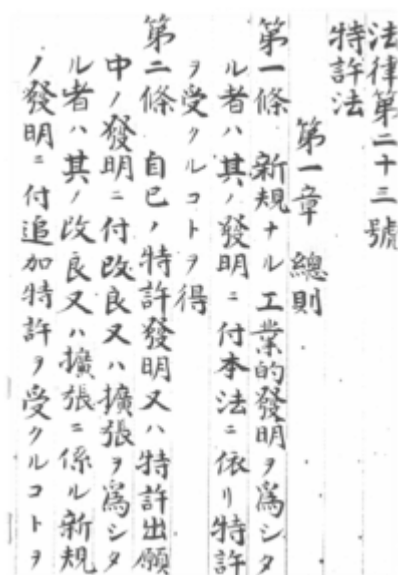 法律第二十三號
特許法
第一章 總則
第一條 新規ナル工業的發明ヲ爲シタ
ル者ハ其ノ發明ニ付本法ニ依リ特許
ヲ受クルコトヲ得
第二條 自己ノ特許發明又ハ特許出願
中ノ發明ニ付改良又ハ擴張ヲ爲シタ
ル者ハ其ノ改良又ハ擴張ニ係ル新規
ノ發明ニ付追加特許ヲ受クルコトヲ